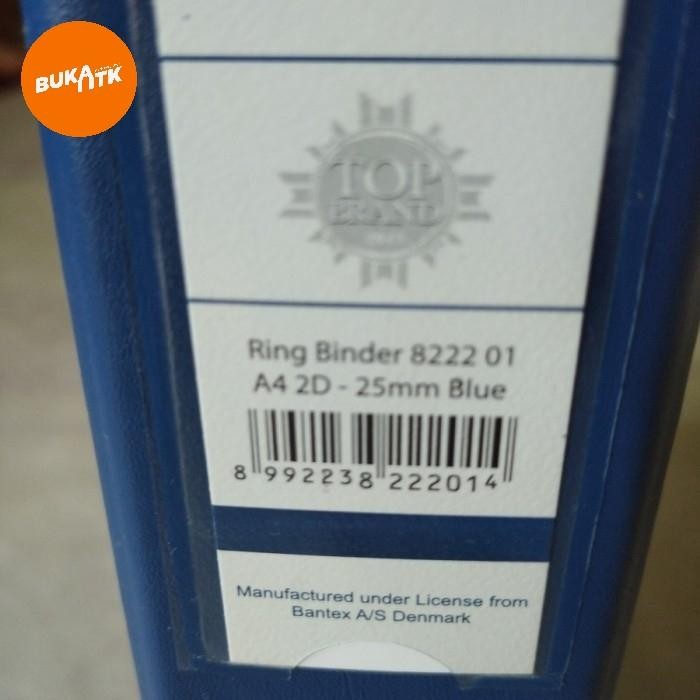 BUKATK
TOP
BRAND
Ring Binder 8222 01
A4 2D - 25mm Blue
8 992238 222014
Manufactured under License from
Bantex A/S Denmark